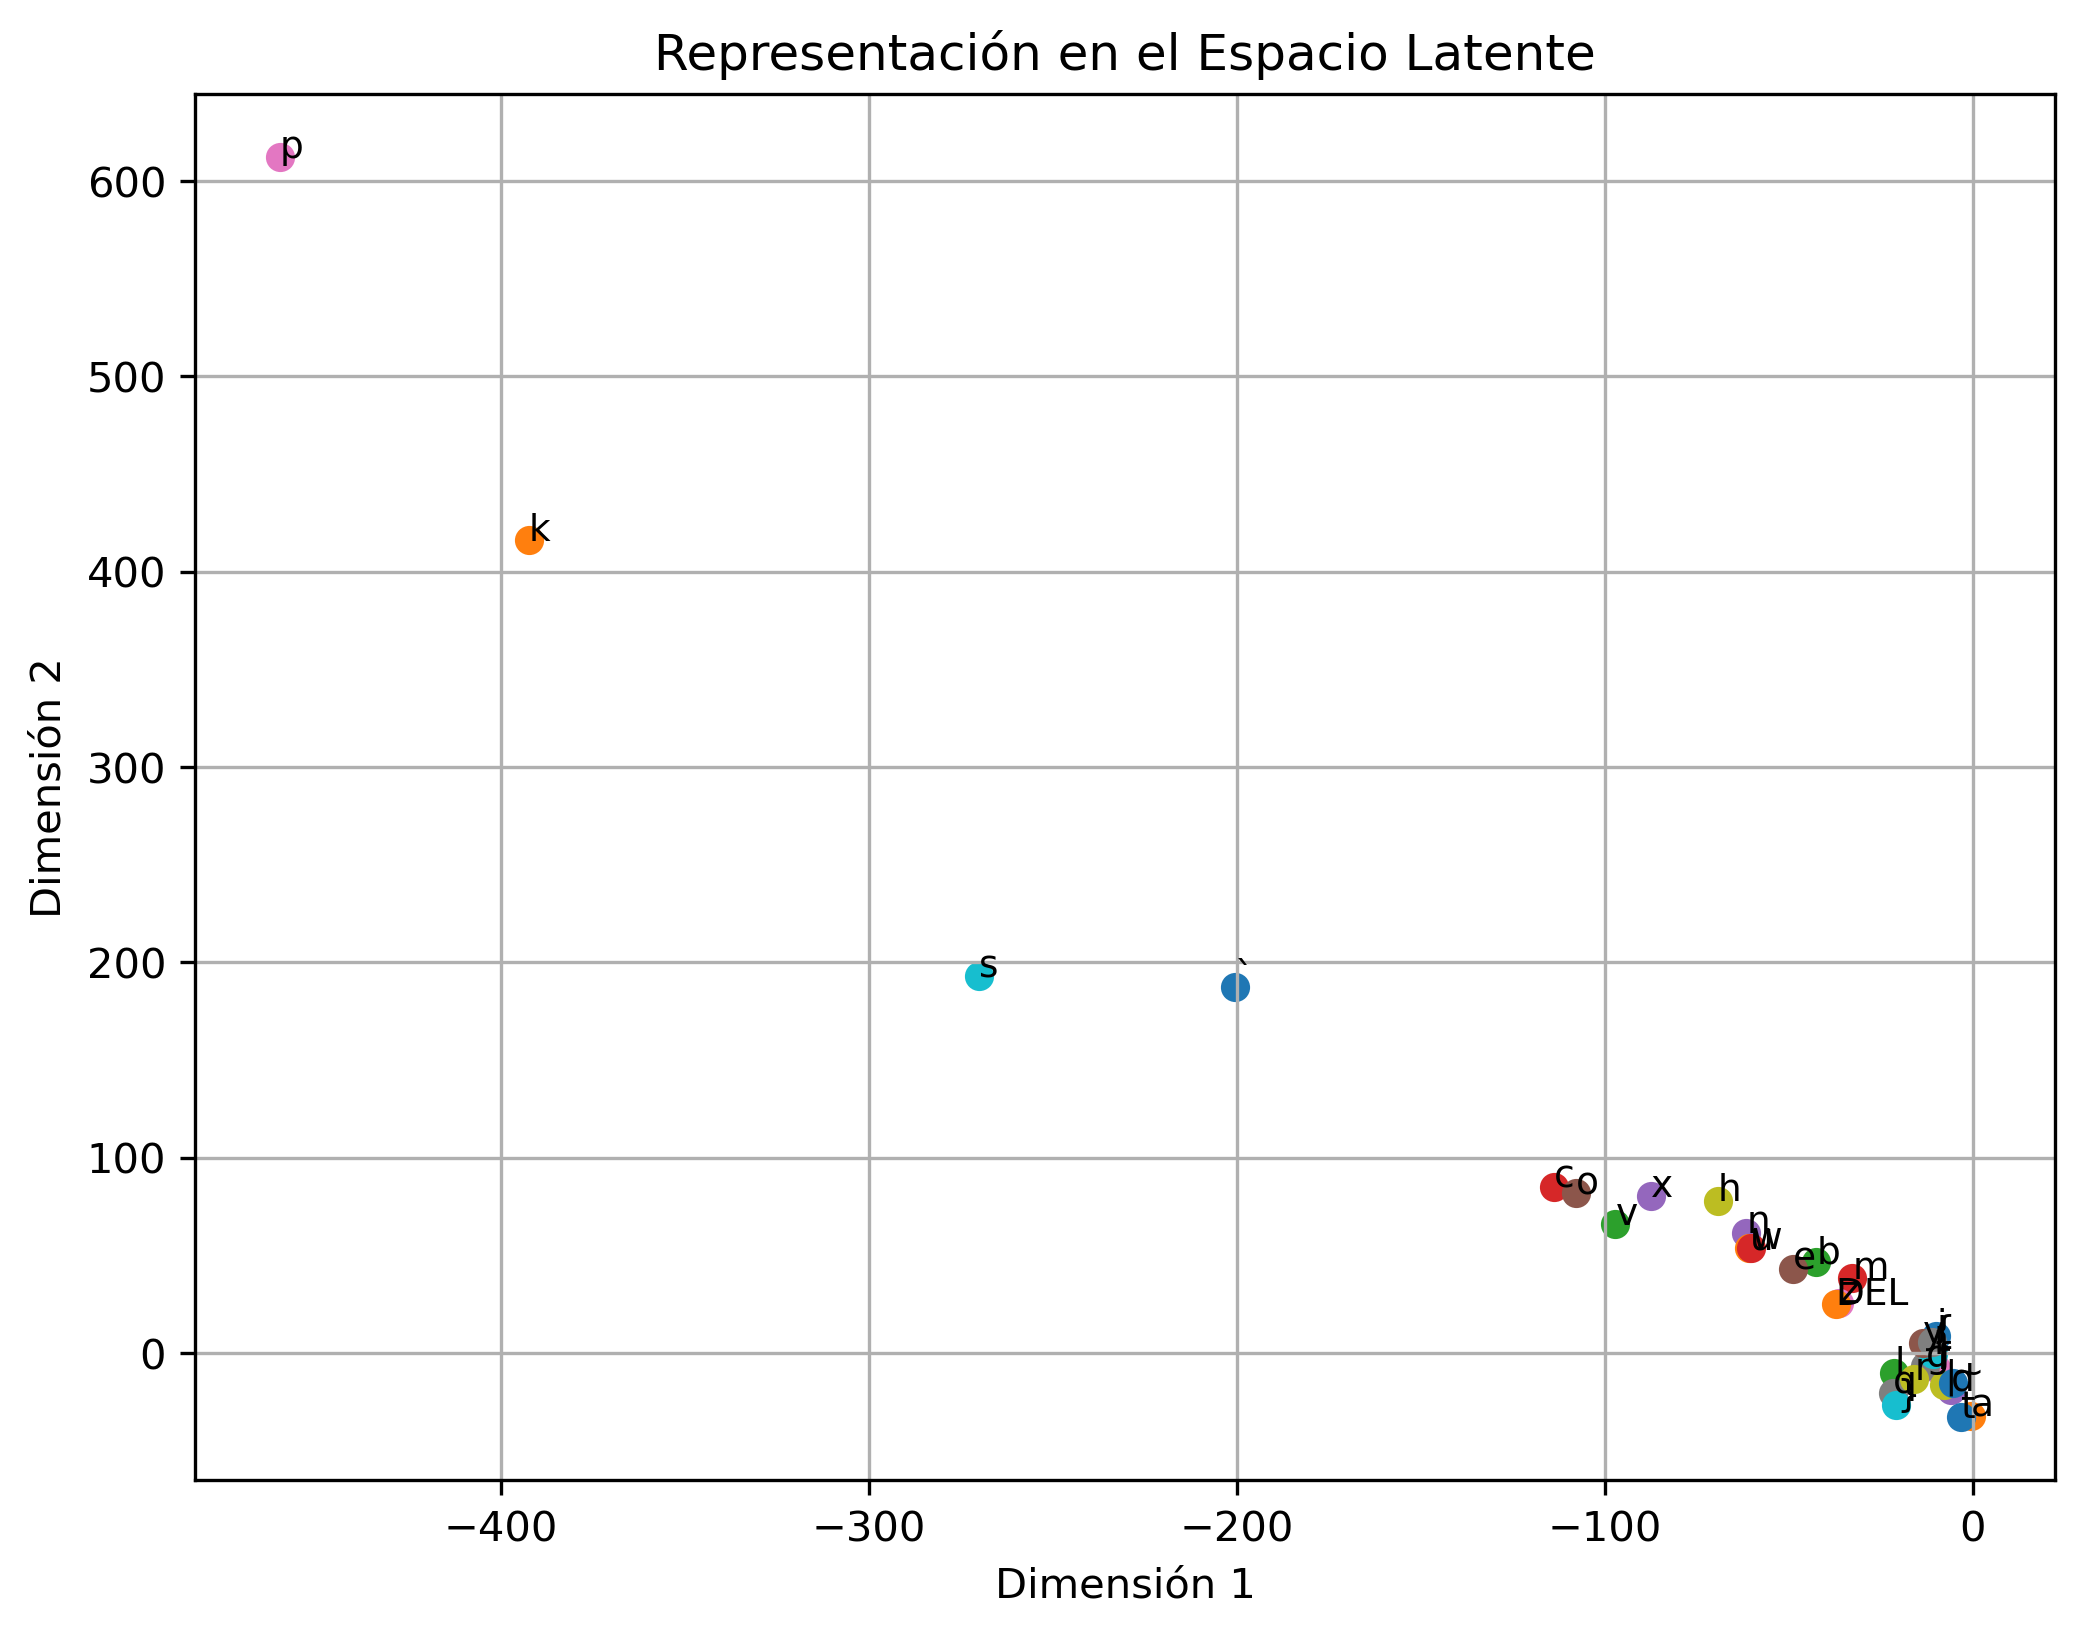 Representación en el Espacio Latente
p
600
500
k
400
Dimensión 2
300
s
`
200
100
c
o
v
x
h
n
w
u
e
b
m
z
DEL
0
y
l
r
q
j
t
a
−400
−300
−200
−100
0
Dimensión 1